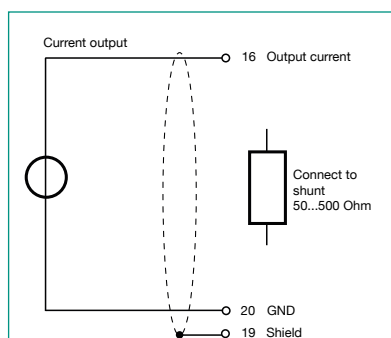 Current output
16 Output current
Connect to
shunt
50...500 Ohm
20 GND
19 Shield